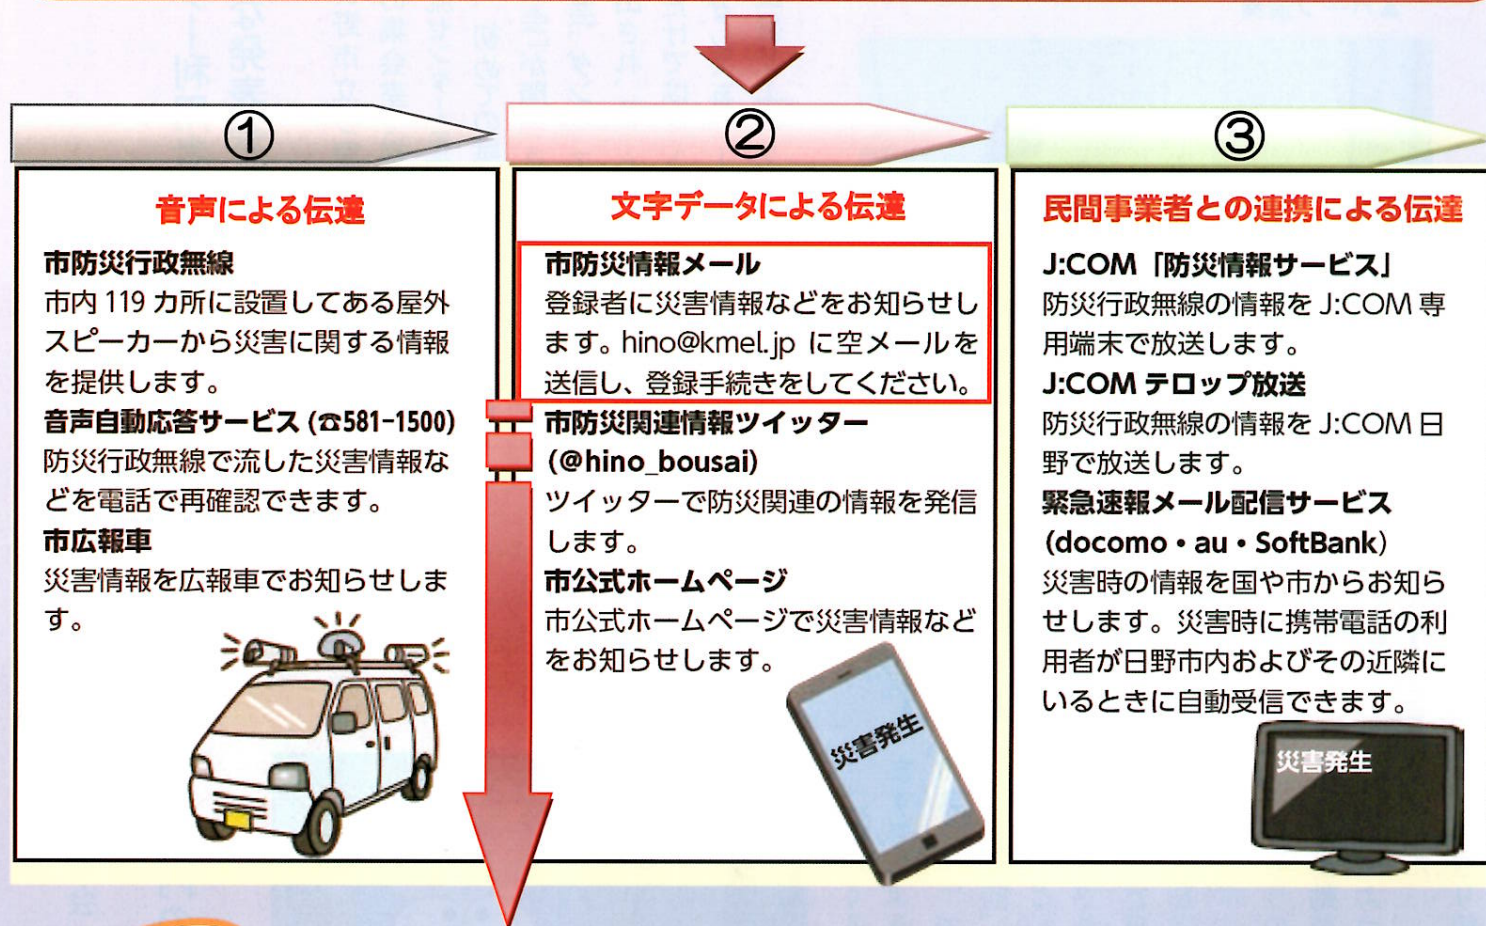 ①
音声による伝達
市防災行政無線
市内 119 カ所に設置してある屋外
スピーカーから災害に関する情報
を提供します。
音声自動応答サービス (☎581-1500)
防災行政無線で流した災害情報な
どを電話で再確認できます。
市広報車
災害情報を広報車でお知らせしま
す。
②
文字データによる伝達
市防災情報メール
登録者に災害情報などをお知らせし
ます。hino@kmel.jp に空メールを
送信し、登録手続きをしてください。
市防災関連情報ツイッター
(@hino_bousai)
ツイッターで防災関連の情報を発信
します。
市公式ホームページ
市公式ホームページで災害情報など
をお知らせします。
災害発生
③
民間事業者との連携による伝達
J:COM「防災情報サービス」
防災行政無線の情報を J:COM 専
用端末で放送します。
J:COM テロップ放送
防災行政無線の情報を J:COM 日
野で放送します。
緊急速報メール配信サービス
(docomo・au・SoftBank)
災害時の情報を国や市からお知ら
せします。災害時に携帯電話の利
用者が日野市内およびその近隣に
いるときに自動受信できます。
災害発生